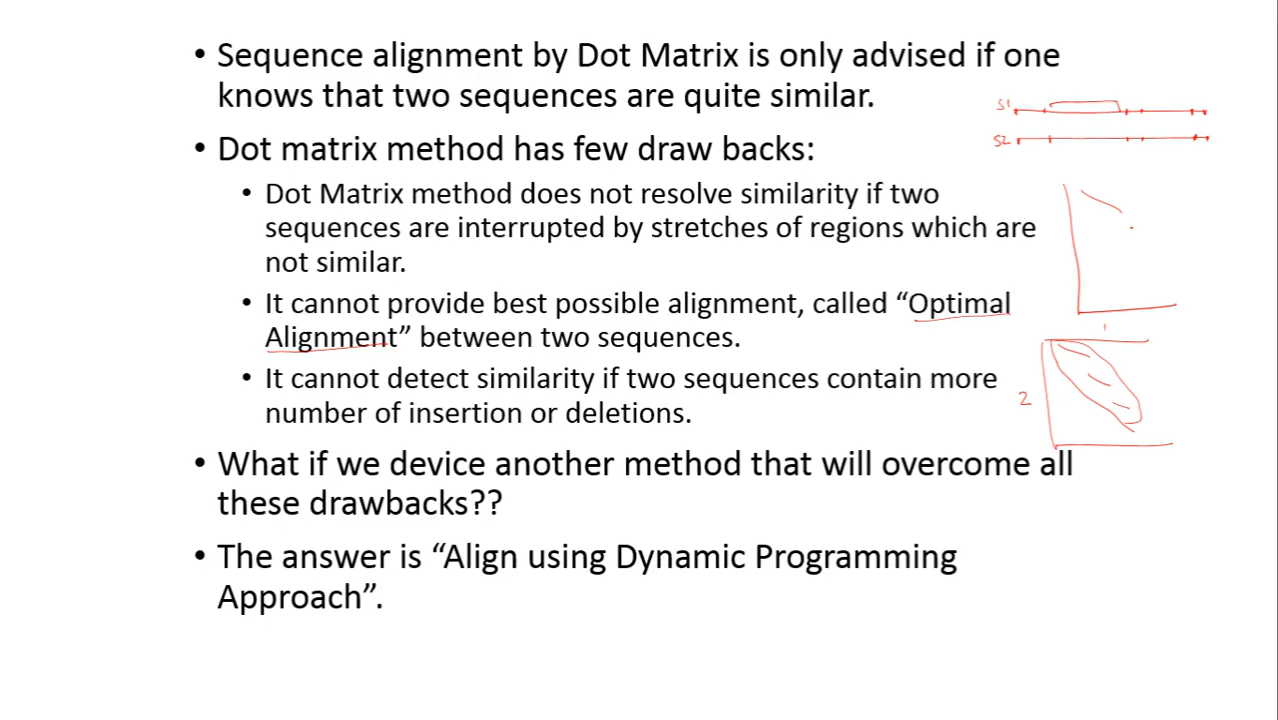 • Sequence alignment by Dot Matrix is only advised if one
knows that two sequences are quite similar.
S1
S2
• Dot matrix method has few draw backs:
• Dot Matrix method does not resolve similarity if two
sequences are interrupted by stretches of regions which are
not similar.
• It cannot provide best possible alignment, called “Optimal
Alignment” between two sequences.
1
2
• It cannot detect similarity if two sequences contain more
number of insertion or deletions.
• What if we device another method that will overcome all
these drawbacks??
• The answer is “Align using Dynamic Programming
Approach”.